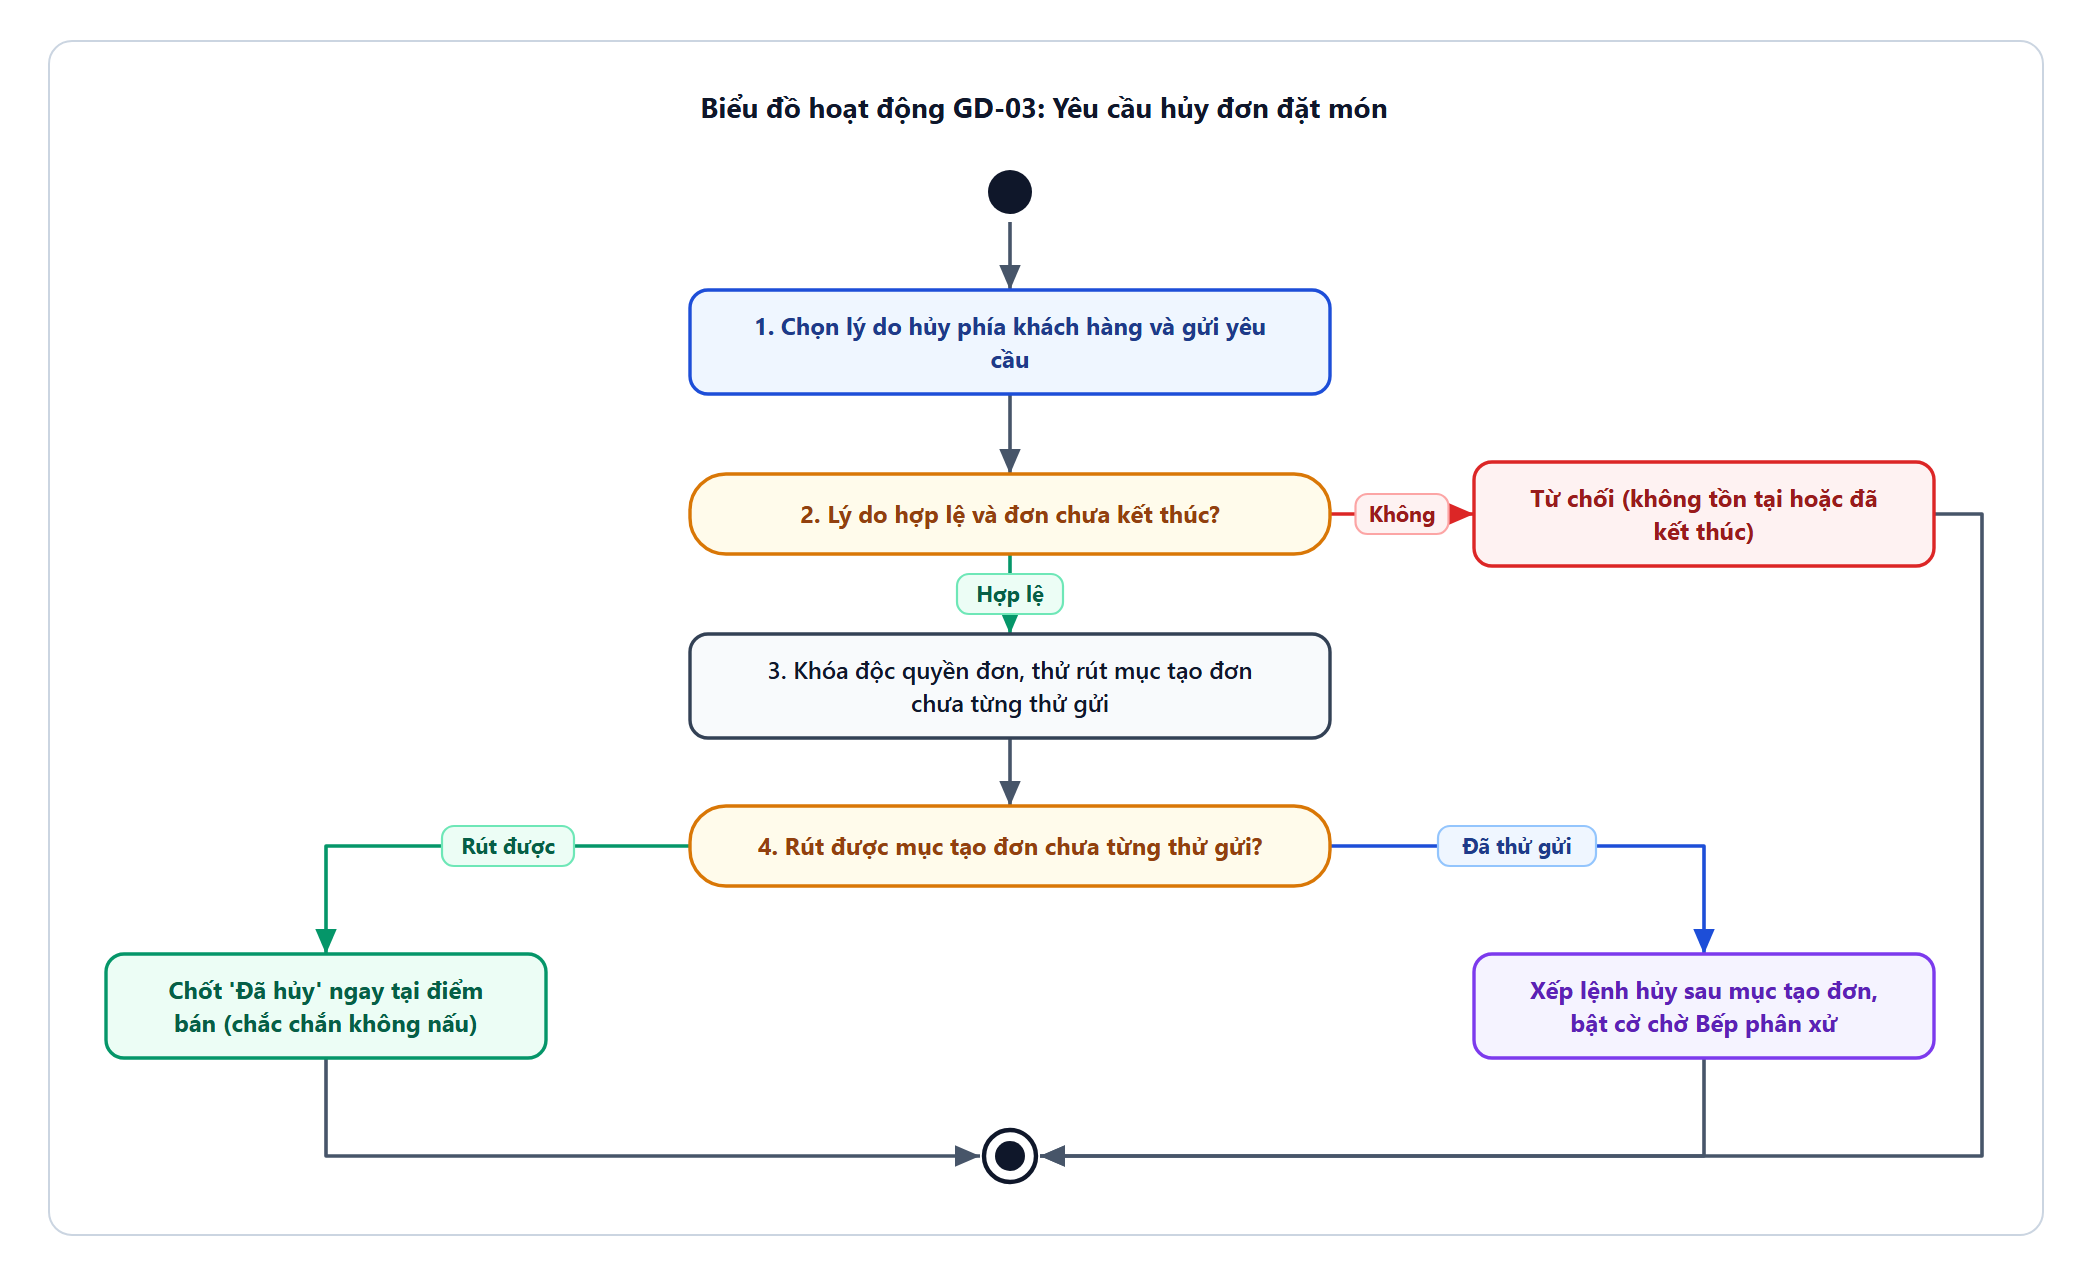 Biểu đồ hoạt động GD-03: Yêu cầu hủy đơn đặt món
1. Chọn lý do hủy phía khách hàng và gửi yêu
cầu
2. Lý do hợp lệ và đơn chưa kết thúc?
Không
Từ chối (không tồn tại hoặc đã
kết thúc)
Hợp lệ
3. Khóa độc quyền đơn, thử rút mục tạo đơn
chưa từng thử gửi
Rút được
4. Rút được mục tạo đơn chưa từng thử gửi?
Đã thử gửi
Chốt 'Đã hủy' ngay tại điểm
bán (chắc chắn không nấu)
Xếp lệnh hủy sau mục tạo đơn,
bật cờ chờ Bếp phân xử